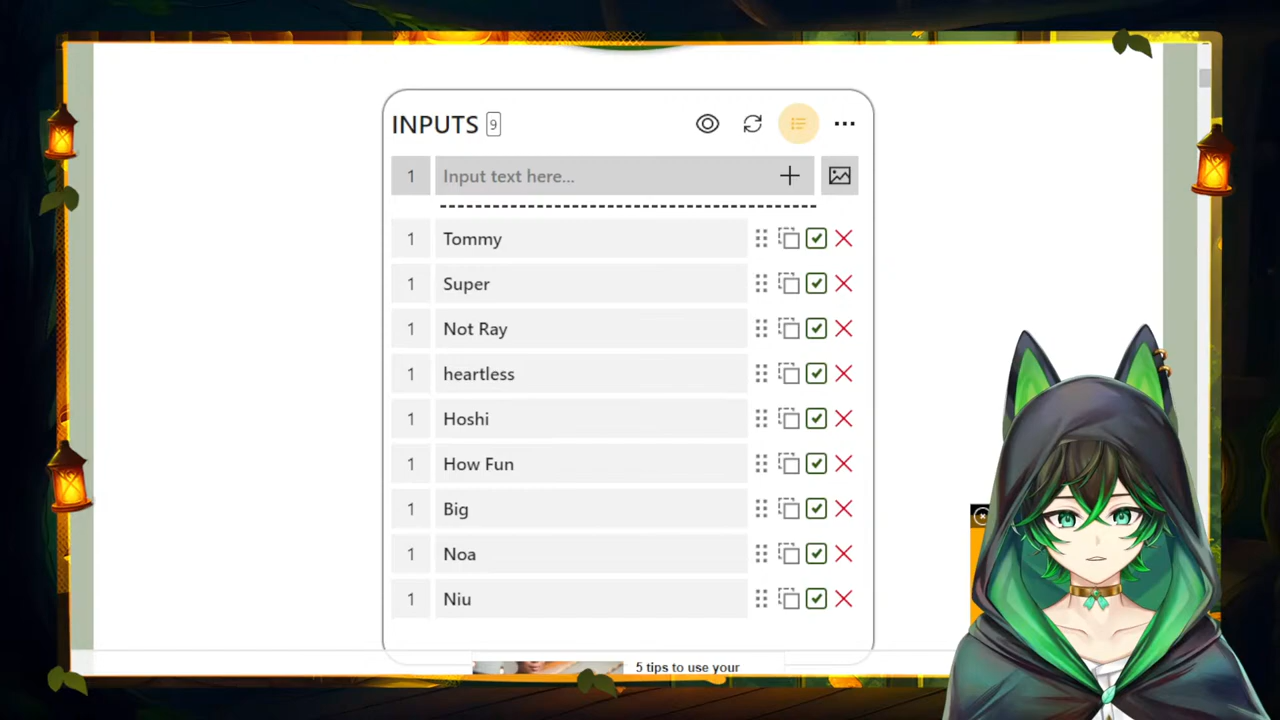 INPUTS 9
1 Input text here...
1 Tommy
1 Super
1 Not Ray
1 heartless
1 Hoshi
1 How Fun
1 Big
1 Noa
1 Niu
5 tips to use your